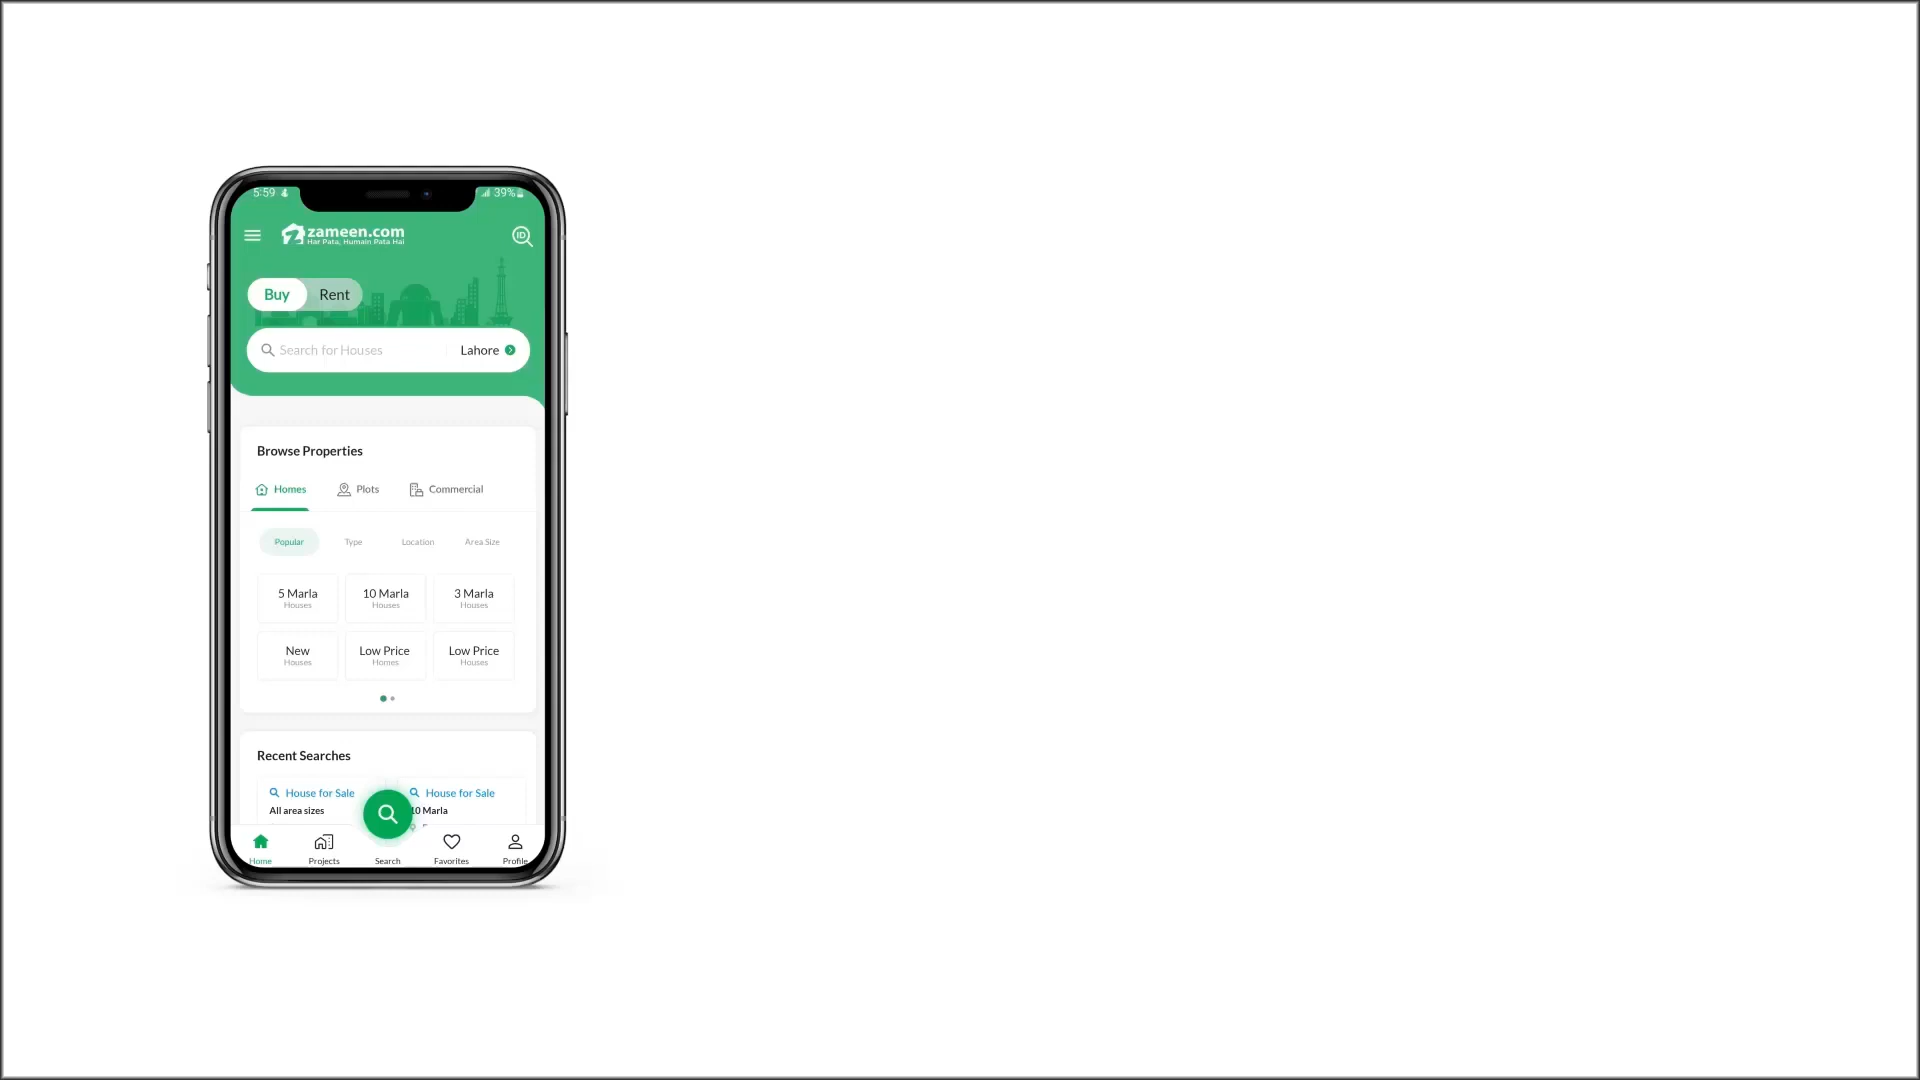 5:59 39%
zameen.com
Har Pata, Humain Pata Hai
ID
Buy Rent
Search for Houses Lahore
Browse Properties
Homes Plots Commercial
Popular Type Location Area Size
5 Marla 10 Marla 3 Marla
Houses Houses Houses
New Low Price Low Price
Houses Homes Houses
Recent Searches
House for Sale House for Sale
All area sizes 10 Marla
Home Projects Search Favorites Profile